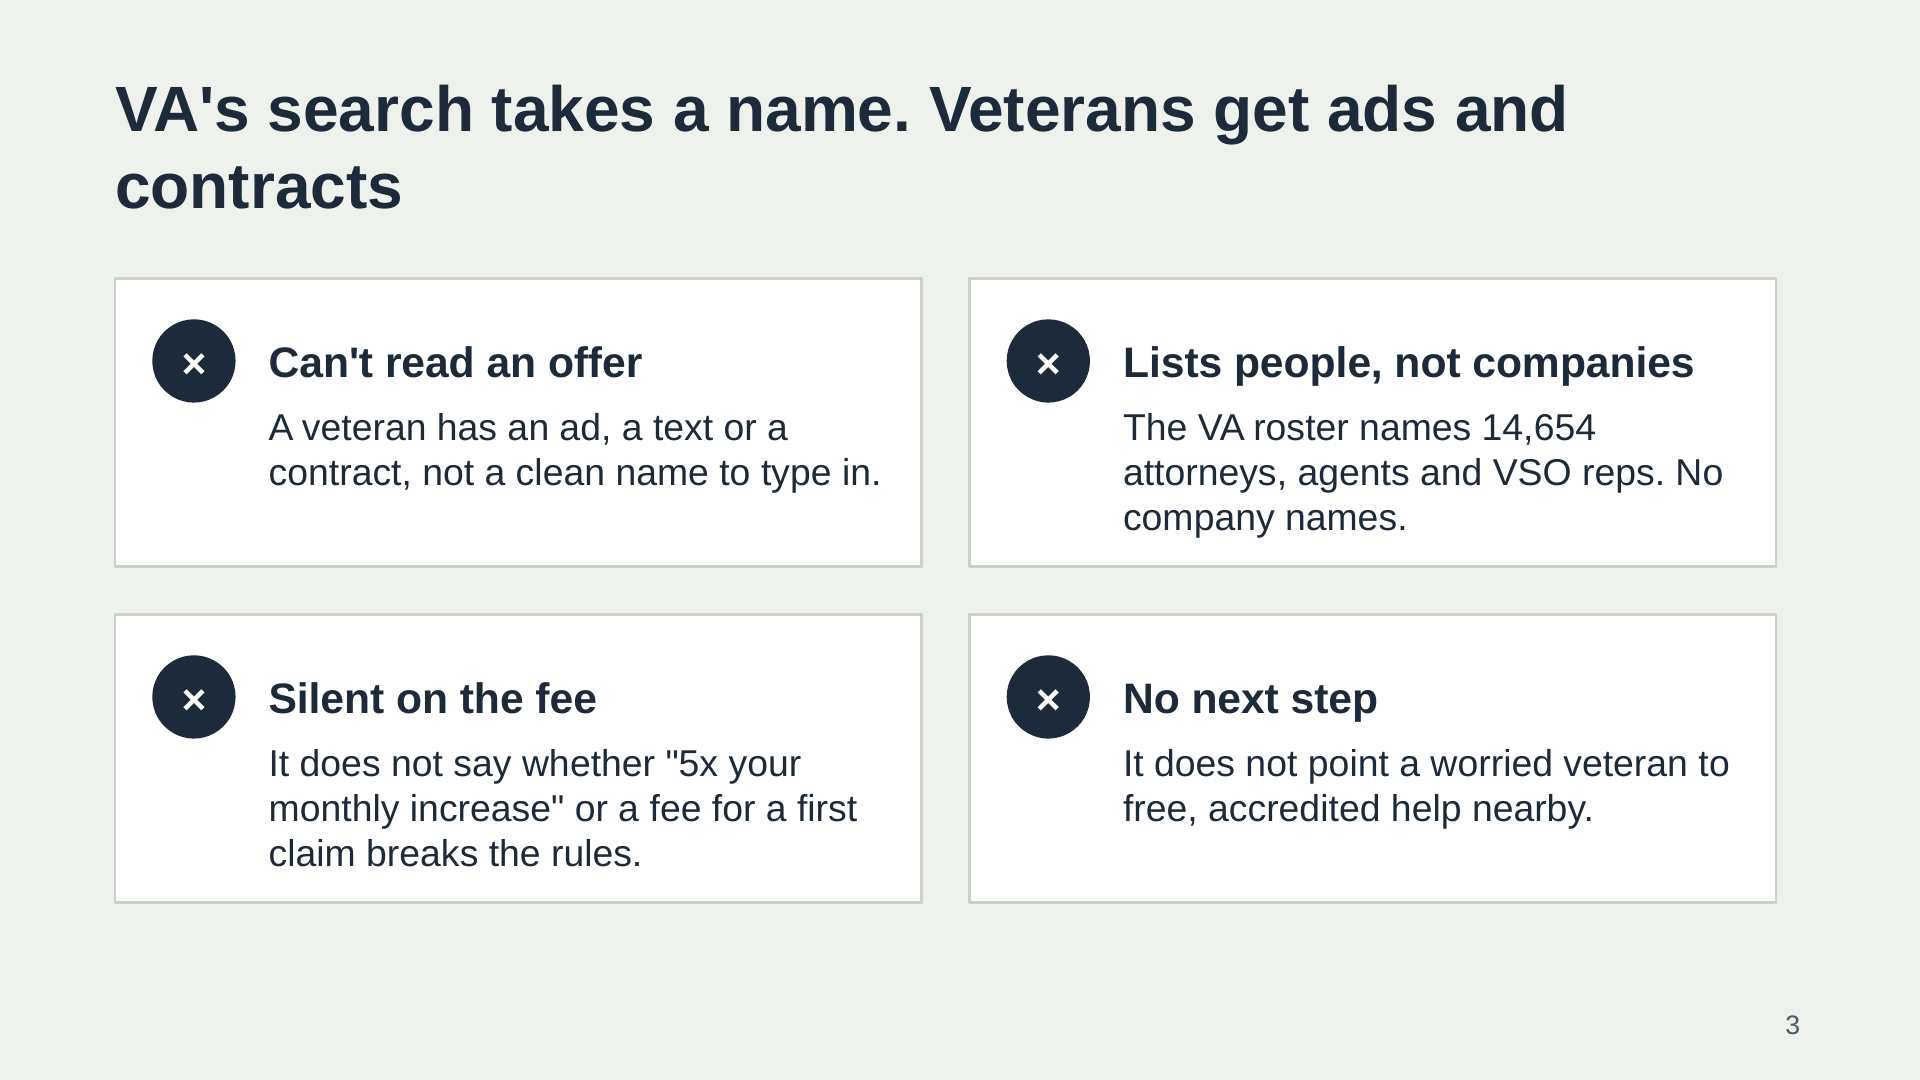 VA's search takes a name. Veterans get ads and
contracts
× Can't read an offer
A veteran has an ad, a text or a
contract, not a clean name to type in.
× Lists people, not companies
The VA roster names 14,654
attorneys, agents and VSO reps. No
company names.
× Silent on the fee
It does not say whether "5x your
monthly increase" or a fee for a first
claim breaks the rules.
× No next step
It does not point a worried veteran to
free, accredited help nearby.
3